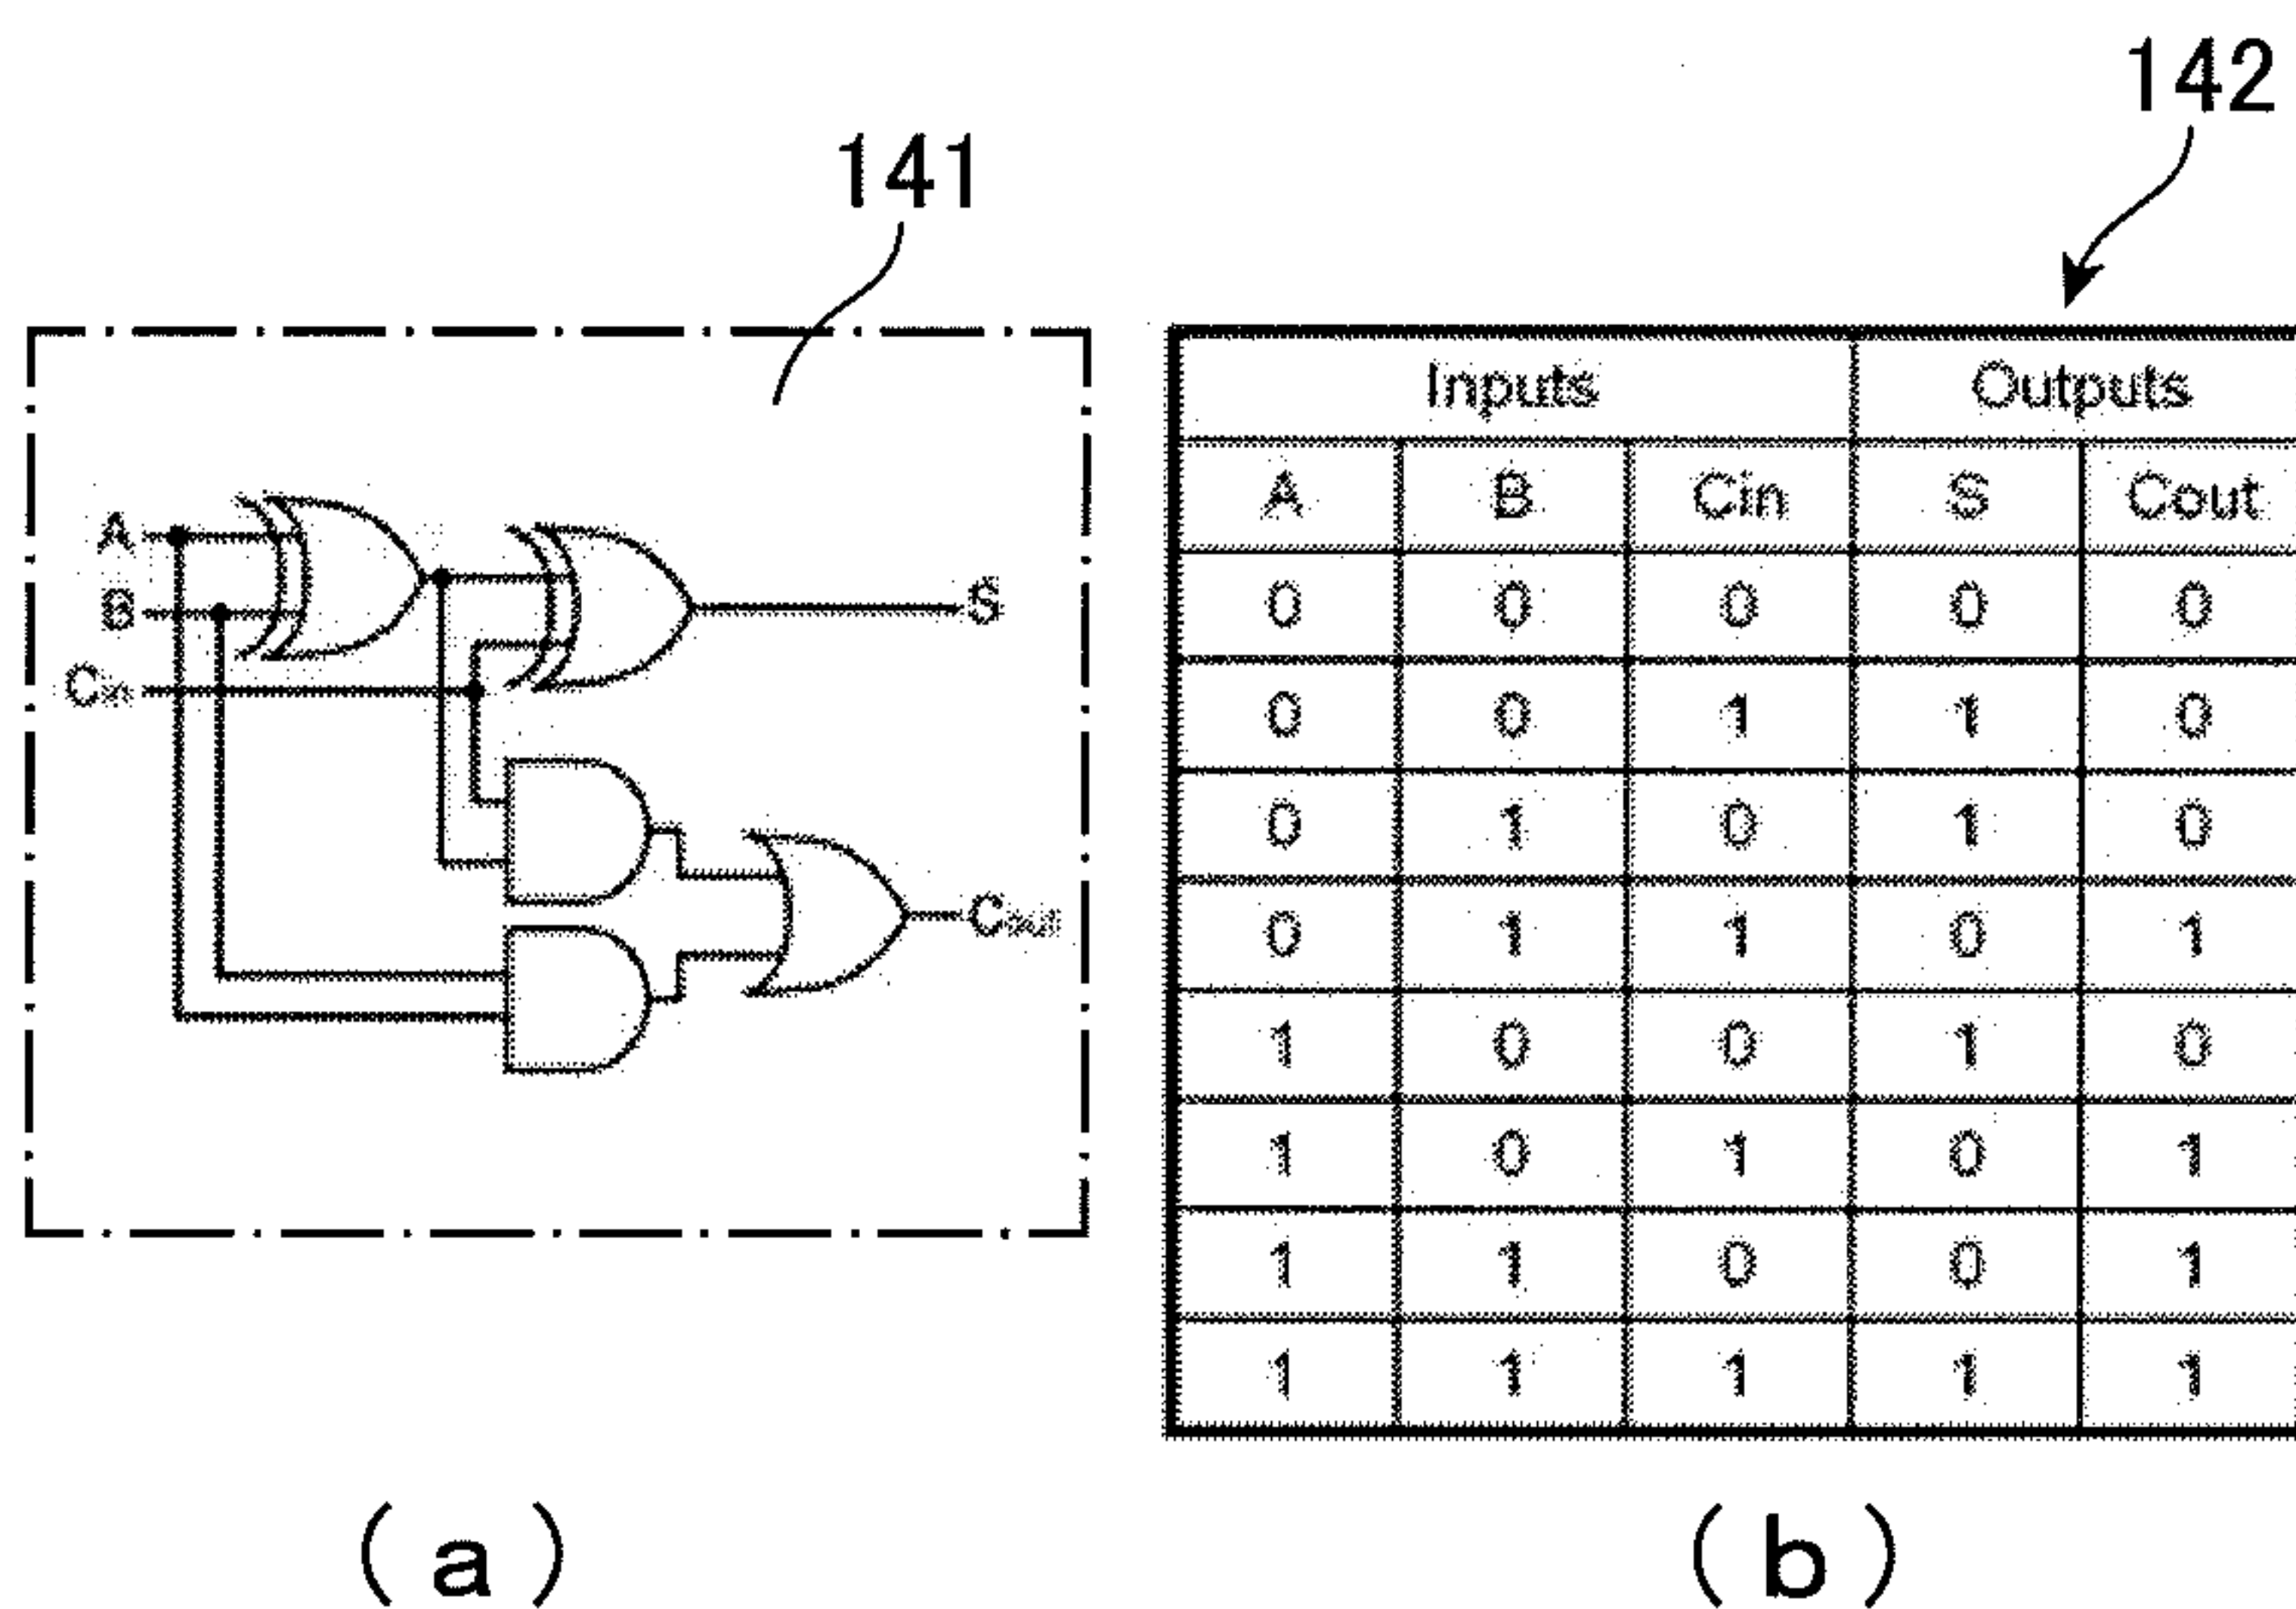 142
141
A
B
Cin
S
Cout
Inputs Outputs
A B Cin S Cout
0 0 0 0 0
0 0 1 1 0
0 1 0 1 0
0 1 1 0 1
1 0 0 1 0
1 0 1 0 1
1 1 0 0 1
1 1 1 1 1
(a)
(b)